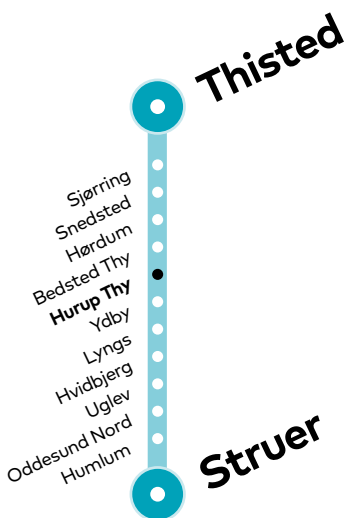 Thisted
Sjørring
Snedsted
Hørdum
Bedsted Thy
Hurup Thy
Ydby
Lyngs
Hvidbjerg
Uglev
Oddesund Nord
Humlum
Struer